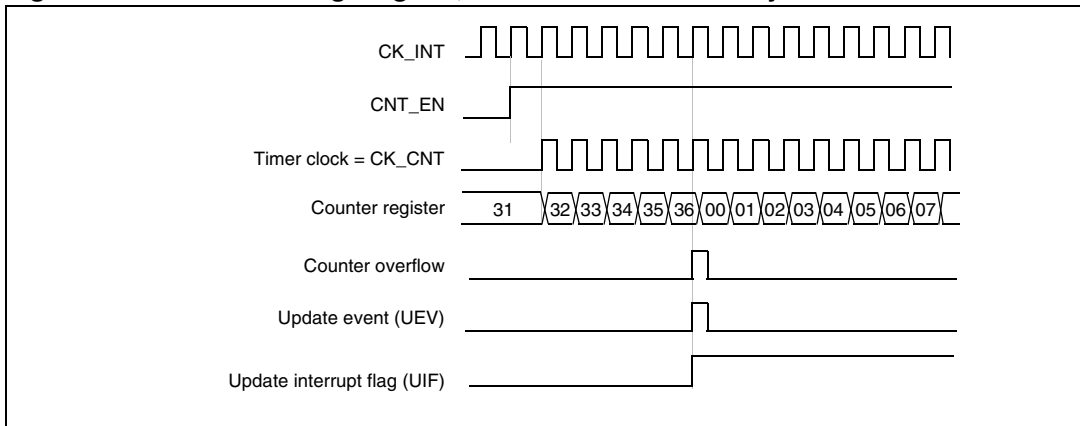 CK_INT
CNT_EN
Timer clock = CK_CNT
Counter register 31 32 33 34 35 36 00 01 02 03 04 05 06 07
Counter overflow
Update event (UEV)
Update interrupt flag (UIF)